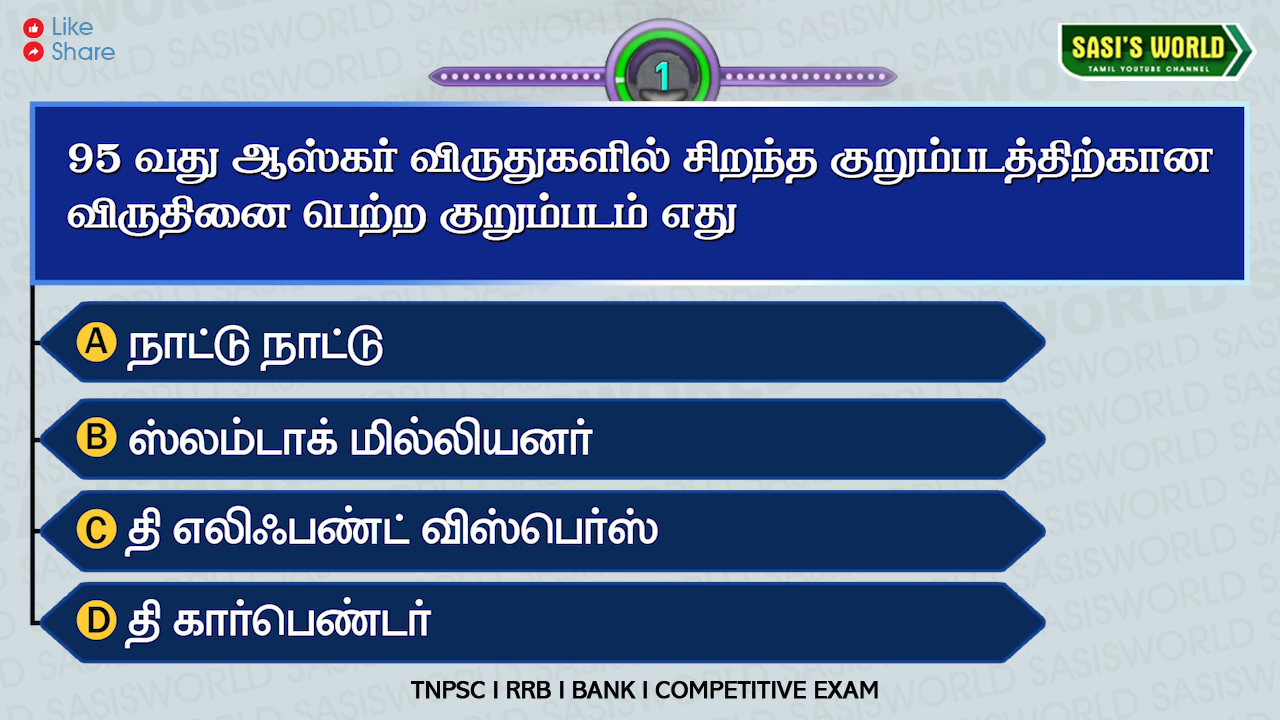 Like
Share
1
SASI'S WORLD
TAMIL YOUTUBE CHANNEL
95 வது ஆஸ்கர் விருதுகளில் சிறந்த குறும்படத்திற்கான
விருதினை பெற்ற குறும்படம் எது
A நாட்டு நாட்டு
B ஸ்லம்டாக் மில்லியனர்
C தி எலிஃபண்ட் விஸ்பெர்ஸ்
D தி கார்பெண்டர்
TNPSC I RRB I BANK I COMPETITIVE EXAM